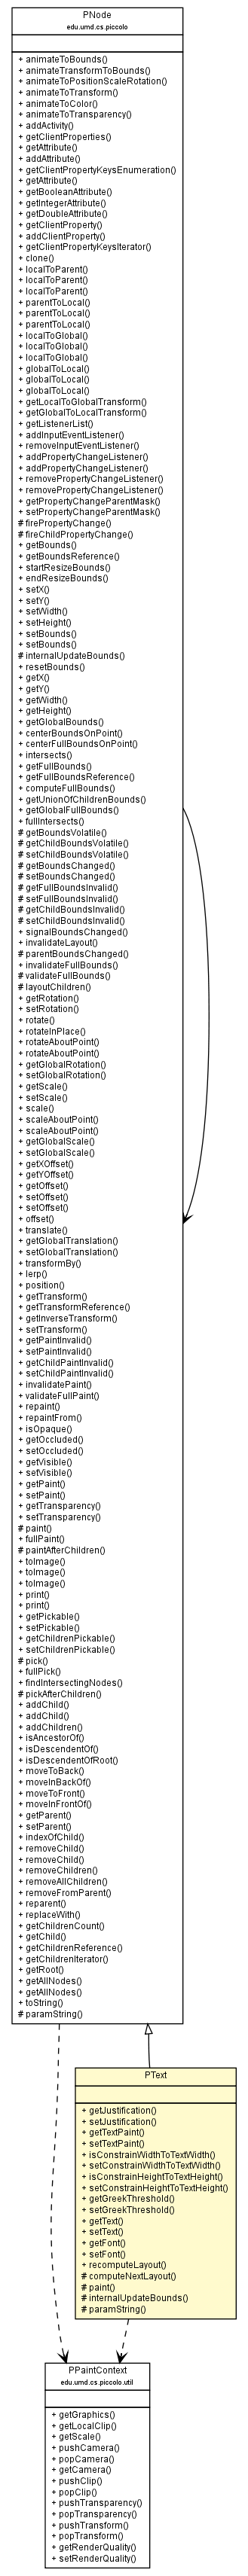 PNode
edu.umd.cs.piccolo
+ animateToBounds()
+ animateTransformToBounds()
+ animateToPositionScaleRotation()
+ animateToTransform()
+ animateToColor()
+ animateToTransparency()
+ addActivity()
+ getClientProperties()
+ getAttribute()
+ addAttribute()
+ getClientPropertyKeysEnumeration()
+ getAttribute()
+ getBooleanAttribute()
+ getIntegerAttribute()
+ getDoubleAttribute()
+ getClientProperty()
+ addClientProperty()
+ getClientPropertyKeysIterator()
+ clone()
+ localToParent()
+ localToParent()
+ localToParent()
+ parentToLocal()
+ parentToLocal()
+ parentToLocal()
+ localToGlobal()
+ localToGlobal()
+ localToGlobal()
+ globalToLocal()
+ globalToLocal()
+ globalToLocal()
+ getLocalToGlobalTransform()
+ getGlobalToLocalTransform()
+ getListenerList()
+ addInputEventListener()
+ removeInputEventListener()
+ addPropertyChangeListener()
+ addPropertyChangeListener()
+ removePropertyChangeListener()
+ removePropertyChangeListener()
+ getPropertyChangeParentMask()
+ setPropertyChangeParentMask()
# firePropertyChange()
# fireChildPropertyChange()
+ getBounds()
+ getBoundsReference()
+ startResizeBounds()
+ endResizeBounds()
+ setX()
+ setY()
+ setWidth()
+ setHeight()
+ setBounds()
+ setBounds()
# internalUpdateBounds()
+ resetBounds()
+ getX()
+ getY()
+ getWidth()
+ getHeight()
+ getGlobalBounds()
+ centerBoundsOnPoint()
+ centerFullBoundsOnPoint()
+ intersects()
+ getFullBounds()
+ getFullBoundsReference()
+ computeFullBounds()
+ getUnionOfChildrenBounds()
+ getGlobalFullBounds()
+ fullIntersects()
# getBoundsVolatile()
# getChildBoundsVolatile()
# setChildBoundsVolatile()
# getBoundsChanged()
# setBoundsChanged()
# getFullBoundsInvalid()
# setFullBoundsInvalid()
# getChildBoundsInvalid()
# setChildBoundsInvalid()
+ signalBoundsChanged()
+ invalidateLayout()
# parentBoundsChanged()
+ invalidateFullBounds()
# validateFullBounds()
# layoutChildren()
+ getRotation()
+ setRotation()
+ rotate()
+ rotateInPlace()
+ rotateAboutPoint()
+ rotateAboutPoint()
+ getGlobalRotation()
+ setGlobalRotation()
+ getScale()
+ setScale()
+ scale()
+ scaleAboutPoint()
+ scaleAboutPoint()
+ getGlobalScale()
+ setGlobalScale()
+ getXOffset()
+ getYOffset()
+ getOffset()
+ setOffset()
+ setOffset()
+ offset()
+ translate()
+ getGlobalTranslation()
+ setGlobalTranslation()
+ transformBy()
+ lerp()
+ position()
+ getTransform()
+ getTransformReference()
+ getInverseTransform()
+ setTransform()
+ getPaintInvalid()
+ setPaintInvalid()
+ getChildPaintInvalid()
+ setChildPaintInvalid()
+ invalidatePaint()
+ validateFullPaint()
+ repaint()
+ repaintFrom()
+ isOpaque()
+ getOccluded()
+ setOccluded()
+ getVisible()
+ setVisible()
+ getPaint()
+ setPaint()
+ getTransparency()
+ setTransparency()
# paint()
+ fullPaint()
# paintAfterChildren()
+ toImage()
+ toImage()
+ toImage()
+ print()
+ print()
+ getPickable()
+ setPickable()
+ getChildrenPickable()
+ setChildrenPickable()
# pick()
+ fullPick()
+ findIntersectingNodes()
# pickAfterChildren()
+ addChild()
+ addChild()
+ addChildren()
+ isAncestorOf()
+ isDescendentOf()
+ isDescendentOfRoot()
+ moveToBack()
+ moveInBackOf()
+ moveToFront()
+ moveInFrontOf()
+ getParent()
+ setParent()
+ indexOfChild()
+ removeChild()
+ removeChild()
+ removeChildren()
+ removeAllChildren()
+ removeFromParent()
+ reparent()
+ replaceWith()
+ getChildrenCount()
+ getChild()
+ getChildrenReference()
+ getChildrenIterator()
+ getRoot()
+ getAllNodes()
+ getAllNodes()
+ toString()
# paramString()
PText
+ getJustification()
+ setJustification()
+ getTextPaint()
+ setTextPaint()
+ isConstrainWidthToTextWidth()
+ setConstrainWidthToTextWidth()
+ isConstrainHeightToTextHeight()
+ setConstrainHeightToTextHeight()
+ getGreekThreshold()
+ setGreekThreshold()
+ getText()
+ setText()
+ getFont()
+ setFont()
+ recomputeLayout()
# computeNextLayout()
# paint()
# internalUpdateBounds()
# paramString()
PPaintContext
edu.umd.cs.piccolo.util
+ getGraphics()
+ getLocalClip()
+ getScale()
+ pushCamera()
+ popCamera()
+ getCamera()
+ pushClip()
+ popClip()
+ pushTransparency()
+ popTransparency()
+ pushTransform()
+ popTransform()
+ getRenderQuality()
+ setRenderQuality()